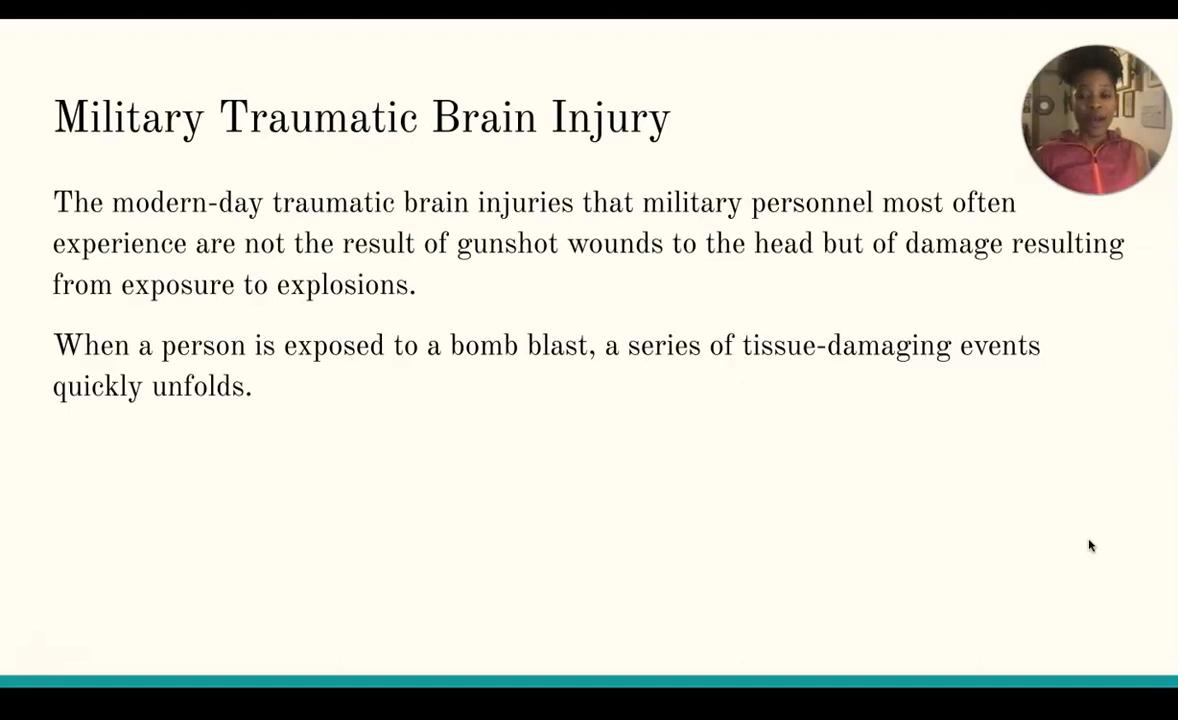 Military Traumatic Brain Injury
The modern-day traumatic brain injuries that military personnel most often
experience are not the result of gunshot wounds to the head but of damage resulting
from exposure to explosions.
When a person is exposed to a bomb blast, a series of tissue-damaging events
quickly unfolds.